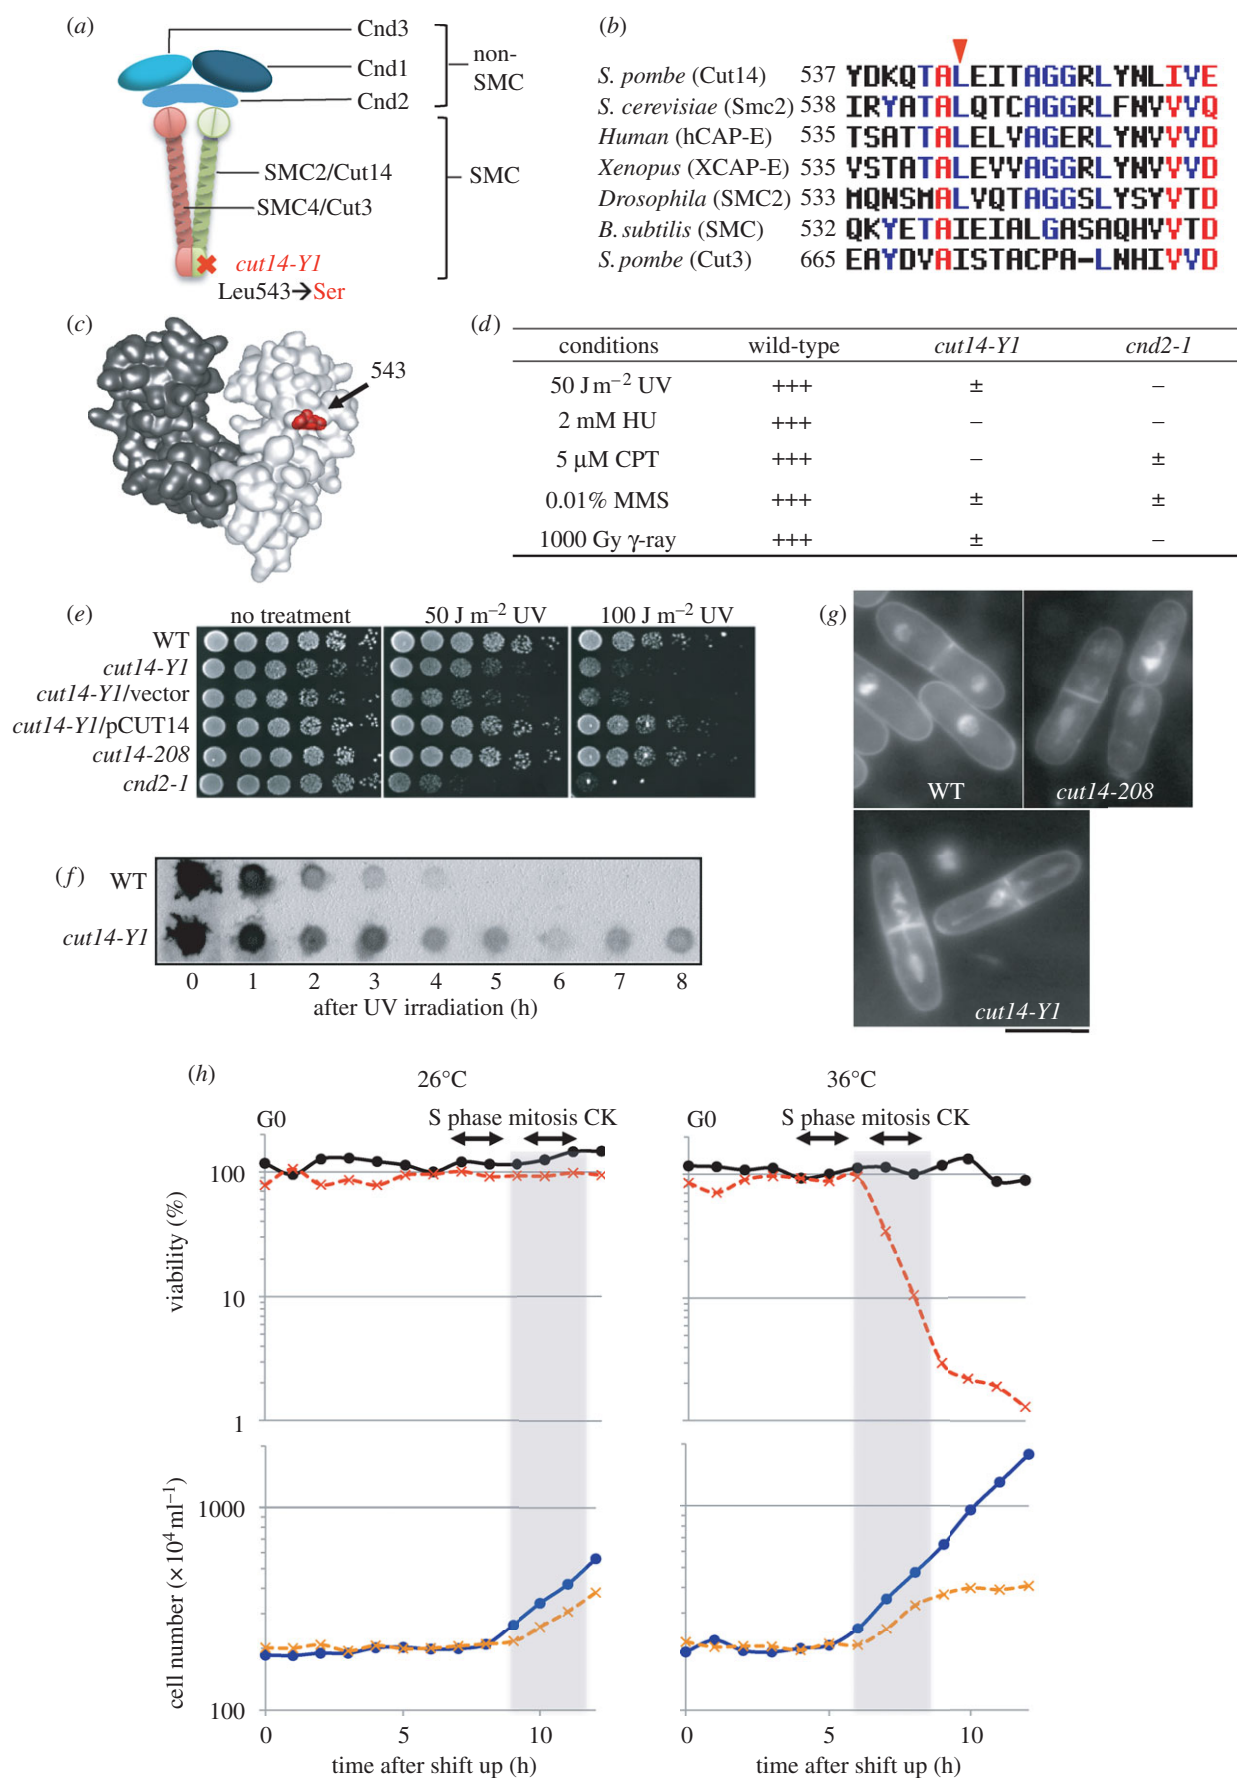 (a)
Cnd3
Cnd1
Cnd2
non-
SMC
SMC2/Cut14
SMC4/Cut3
SMC
cut14-Y1
Leu543➔Ser
(b)
S. pombe (Cut14) 537 YDKQTALEITAGGRLYNLIVE
S. cerevisiae (Smc2) 538 IRYATALQTCAGGRLFNVVVQ
Human (hCAP-E) 535 TSATTALELVAGERLYNVVVD
Xenopus (XCAP-E) 535 VSTATALEVVAGGRLYNVVVD
Drosophila (SMC2) 533 MQNSMALVQTAGGSLYSYVTD
B. subtilis (SMC) 532 QKYETAIEIALGASAQHVVTD
S. pombe (Cut3) 665 EAYDVAISTACPA-LNHIVVD
(c)
543
(d)
conditions wild-type cut14-Y1 cnd2-1
50 J m⁻² UV +++ ± –
2 mM HU +++ – –
5 µM CPT +++ – ±
0.01% MMS +++ ± ±
1000 Gy γ-ray +++ ± –
(e)
no treatment 50 J m⁻² UV 100 J m⁻² UV
WT
cut14-Y1
cut14-Y1/vector
cut14-Y1/pCUT14
cut14-208
cnd2-1
(f)
WT
cut14-Y1
0 1 2 3 4 5 6 7 8
after UV irradiation (h)
(g)
WT
cut14-208
cut14-Y1
(h)
26°C
36°C
G0 S phase mitosis CK
G0 S phase mitosis CK
viability (%)
100
10
1
cell number (× 10⁴ ml⁻¹)
1000
100
0 5 10
0 5 10
time after shift up (h)
time after shift up (h)